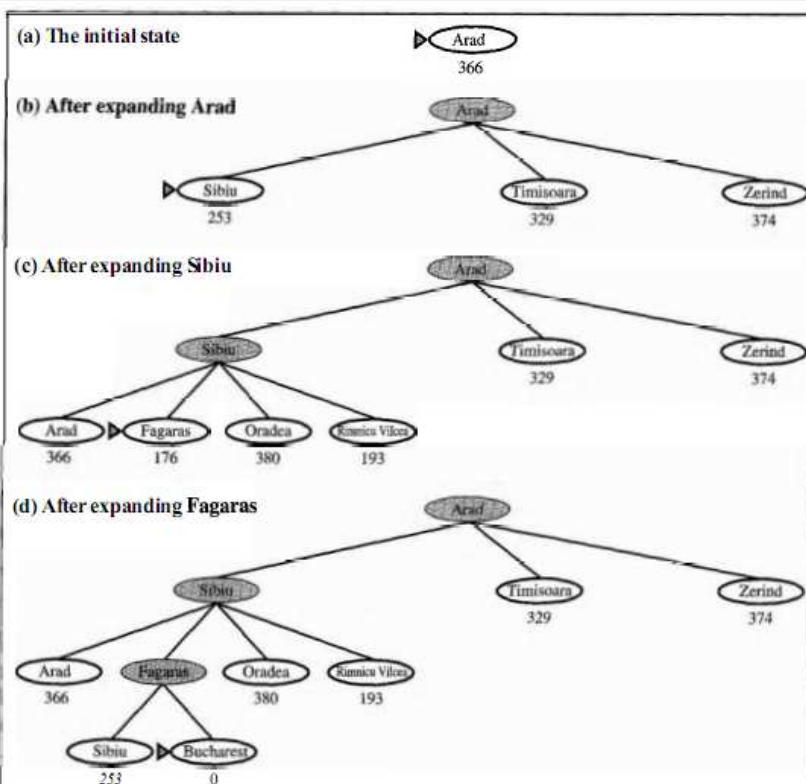 (a) The initial state
Arad
366
(b) After expanding Arad
Arad
Sibiu Timisoara Zerind
253 329 374
(c) After expanding Sibiu
Arad
Sibiu Timisoara Zerind
329 374
Arad Fagaras Oradea Rimnicu Vilcea
366 176 380 193
(d) After expanding Fagaras
Arad
Sibiu Timisoara Zerind
329 374
Arad Fagaras Oradea Rimnicu Vilcea
366 380 193
Sibiu Bucharest
253 0